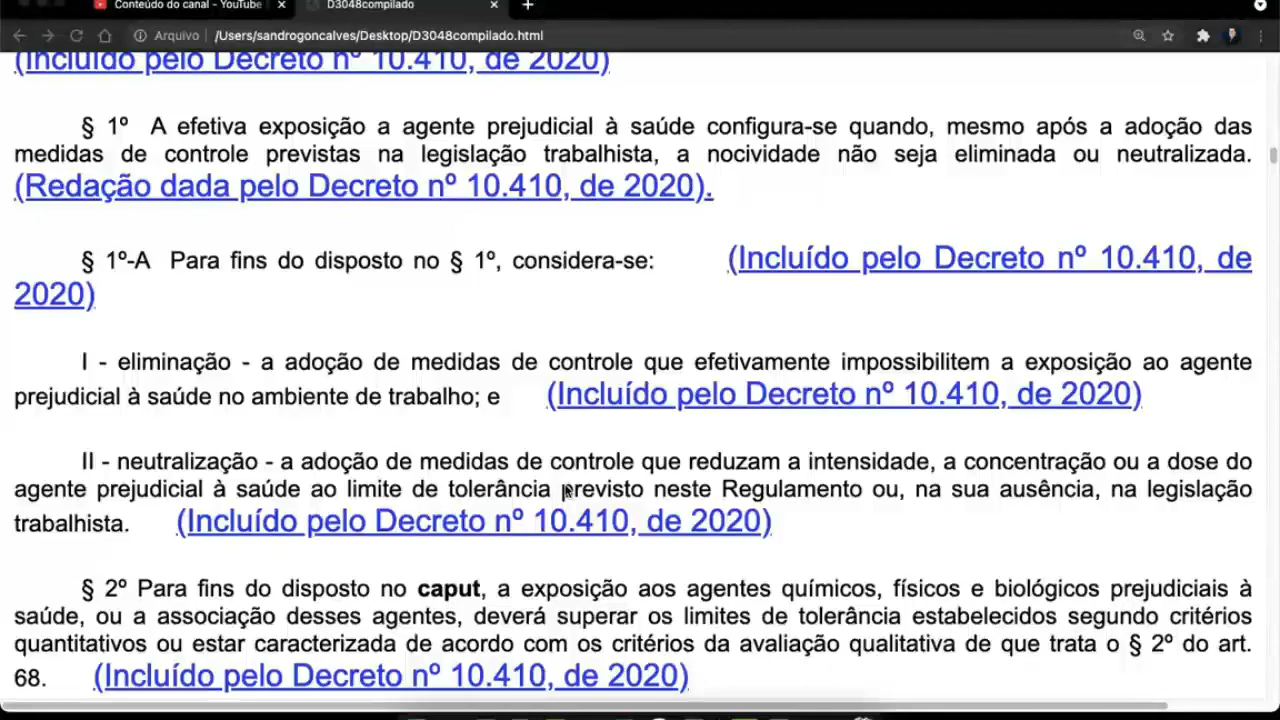 Conteúdo do canal - YouTube
D3048compilado
Arquivo /Users/sandrogoncalves/Desktop/D3048compilado.html
(Incluído pelo Decreto nº 10.410, de 2020)
§ 1º A efetiva exposição a agente prejudicial à saúde configura-se quando, mesmo após a adoção das
medidas de controle previstas na legislação trabalhista, a nocividade não seja eliminada ou neutralizada.
(Redação dada pelo Decreto nº 10.410, de 2020).
§ 1º-A Para fins do disposto no § 1º, considera-se: (Incluído pelo Decreto nº 10.410, de
2020)
I - eliminação - a adoção de medidas de controle que efetivamente impossibilitem a exposição ao agente
prejudicial à saúde no ambiente de trabalho; e (Incluído pelo Decreto nº 10.410, de 2020)
II - neutralização - a adoção de medidas de controle que reduzam a intensidade, a concentração ou a dose do
agente prejudicial à saúde ao limite de tolerância previsto neste Regulamento ou, na sua ausência, na legislação
trabalhista. (Incluído pelo Decreto nº 10.410, de 2020)
§ 2º Para fins do disposto no caput, a exposição aos agentes químicos, físicos e biológicos prejudiciais à
saúde, ou a associação desses agentes, deverá superar os limites de tolerância estabelecidos segundo critérios
quantitativos ou estar caracterizada de acordo com os critérios da avaliação qualitativa de que trata o § 2º do art.
68. (Incluído pelo Decreto nº 10.410, de 2020)